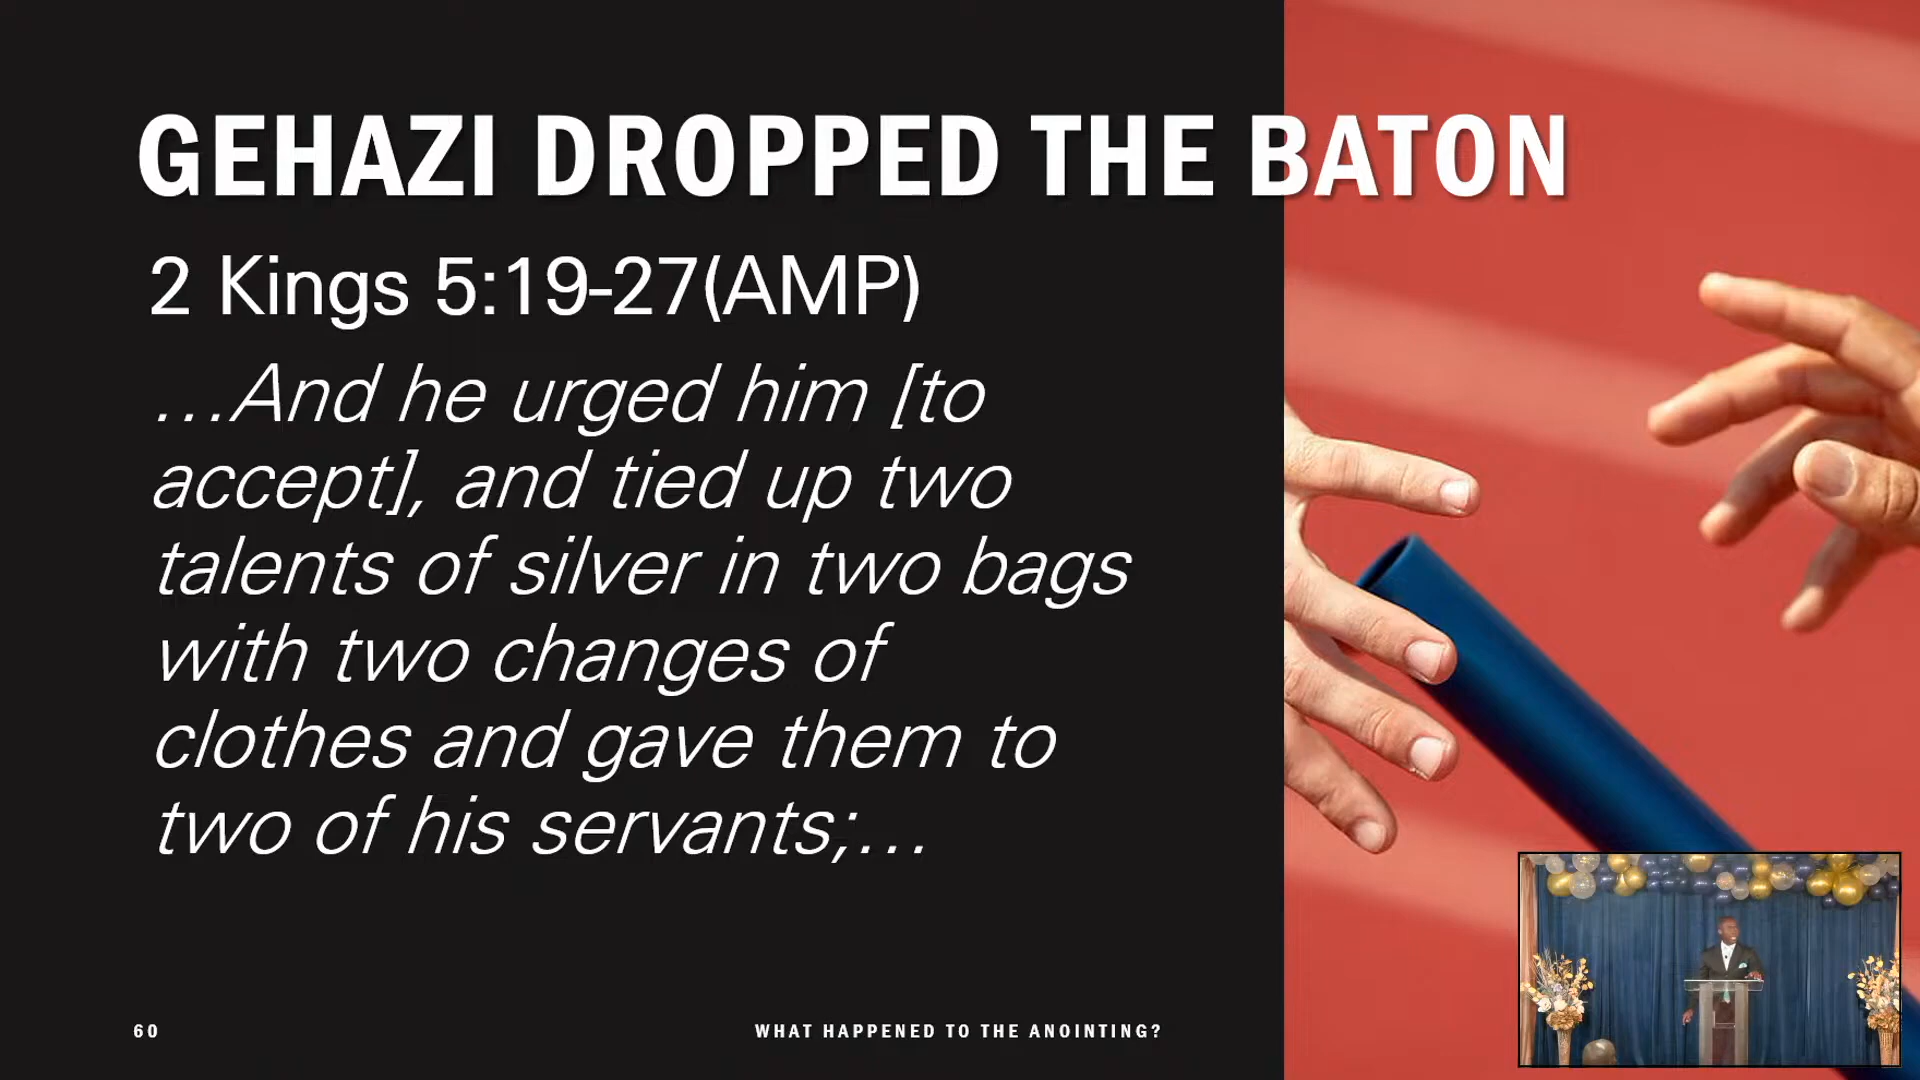 GEHAZI DROPPED THE BATON
2 Kings 5:19-27(AMP)
…And he urged him [to
accept], and tied up two
talents of silver in two bags
with two changes of
clothes and gave them to
two of his servants;…
60
WHAT HAPPENED TO THE ANOINTING?